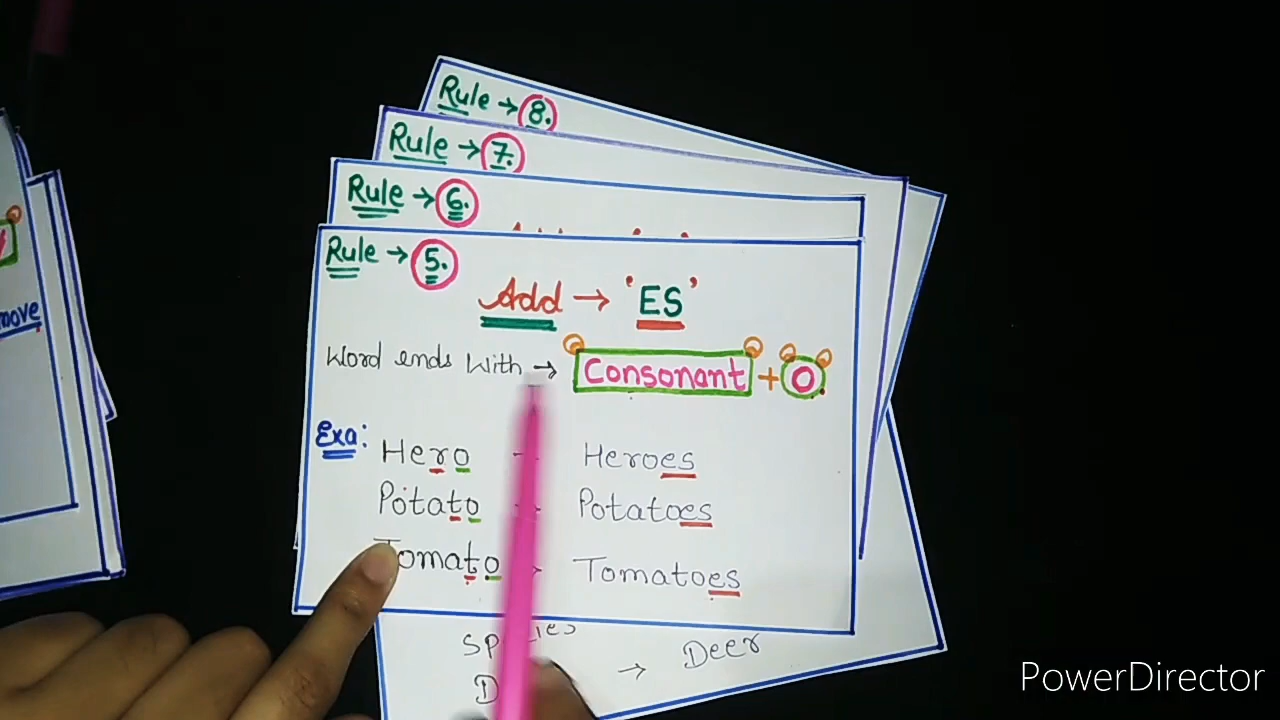 Rule → 8.
Rule → 7.
Rule → 6.
Rule → 5.
Add → 'ES'
Word ends with → Consonant + O
Exa:
Hero → Heroes
Potato → Potatoes
Tomato → Tomatoes
→ Deer
move
PowerDirector